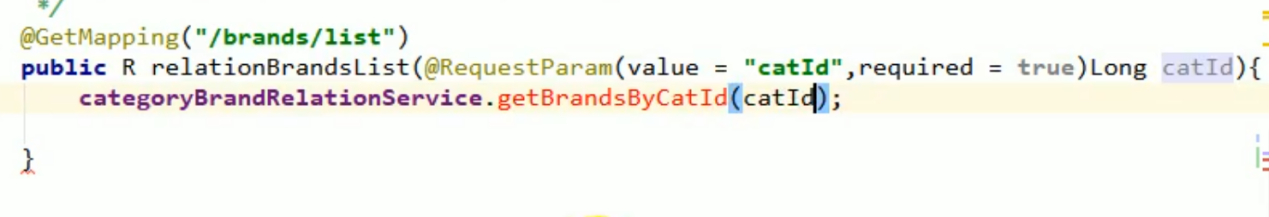 */
@GetMapping("/brands/list")
public R relationBrandsList(@RequestParam(value = "catId",required = true)Long catId){
categoryBrandRelationService.getBrandsByCatId(catId);
}